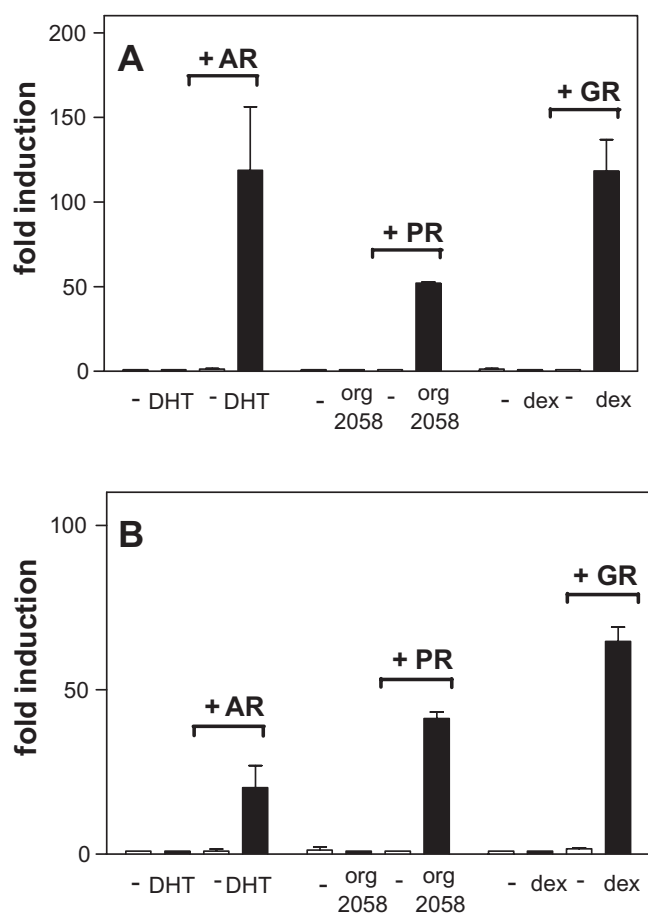 200
A
+ AR
+ GR
150
fold induction
100
+ PR
50
0
- DHT - DHT - org 2058 - org 2058 - dex - dex
100
B
+ GR
fold induction
+ PR
50
+ AR
0
- DHT - DHT - org 2058 - org 2058 - dex - dex